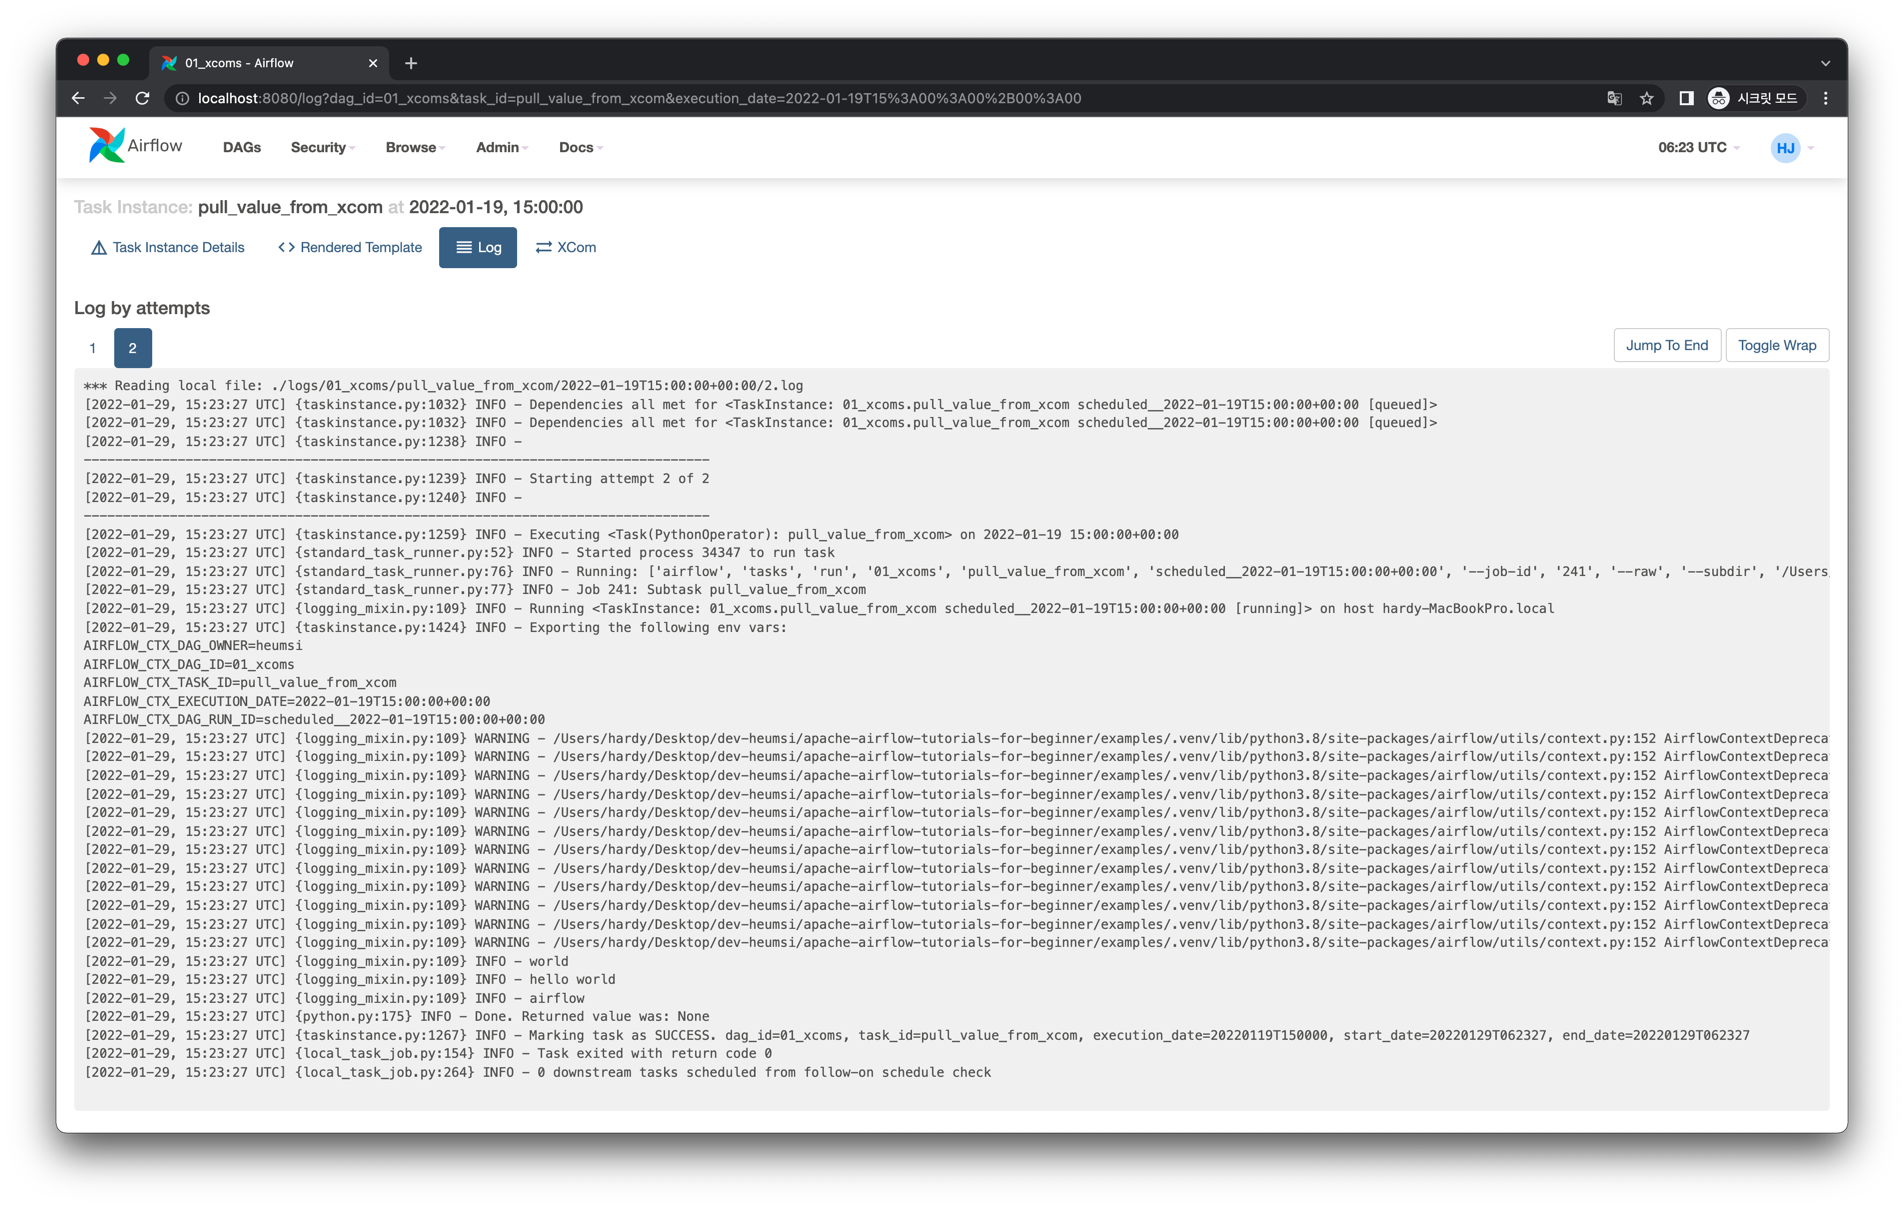 01_xcoms - Airflow
localhost:8080/log?dag_id=01_xcoms&task_id=pull_value_from_xcom&execution_date=2022-01-19T15%3A00%3A00%2B00%3A00
시크릿 모드
Airflow DAGs Security Browse Admin Docs 06:23 UTC HJ
Task Instance: pull_value_from_xcom at 2022-01-19, 15:00:00
Task Instance Details <> Rendered Template Log XCom
Log by attempts
1 2 Jump To End Toggle Wrap
*** Reading local file: ./logs/01_xcoms/pull_value_from_xcom/2022-01-19T15:00:00+00:00/2.log
[2022-01-29, 15:23:27 UTC] {taskinstance.py:1032} INFO - Dependencies all met for <TaskInstance: 01_xcoms.pull_value_from_xcom scheduled__2022-01-19T15:00:00+00:00 [queued]>
[2022-01-29, 15:23:27 UTC] {taskinstance.py:1032} INFO - Dependencies all met for <TaskInstance: 01_xcoms.pull_value_from_xcom scheduled__2022-01-19T15:00:00+00:00 [queued]>
[2022-01-29, 15:23:27 UTC] {taskinstance.py:1238} INFO -
--------------------------------------------------------------------------------
[2022-01-29, 15:23:27 UTC] {taskinstance.py:1239} INFO - Starting attempt 2 of 2
[2022-01-29, 15:23:27 UTC] {taskinstance.py:1240} INFO -
--------------------------------------------------------------------------------
[2022-01-29, 15:23:27 UTC] {taskinstance.py:1259} INFO - Executing <Task(PythonOperator): pull_value_from_xcom> on 2022-01-19 15:00:00+00:00
[2022-01-29, 15:23:27 UTC] {standard_task_runner.py:52} INFO - Started process 34347 to run task
[2022-01-29, 15:23:27 UTC] {standard_task_runner.py:76} INFO - Running: ['airflow', 'tasks', 'run', '01_xcoms', 'pull_value_from_xcom', 'scheduled__2022-01-19T15:00:00+00:00', '--job-id', '241', '--raw', '--subdir', '/Users/
[2022-01-29, 15:23:27 UTC] {standard_task_runner.py:77} INFO - Job 241: Subtask pull_value_from_xcom
[2022-01-29, 15:23:27 UTC] {logging_mixin.py:109} INFO - Running <TaskInstance: 01_xcoms.pull_value_from_xcom scheduled__2022-01-19T15:00:00+00:00 [running]> on host hardy-MacBookPro.local
[2022-01-29, 15:23:27 UTC] {taskinstance.py:1424} INFO - Exporting the following env vars:
AIRFLOW_CTX_DAG_OWNER=heumsi
AIRFLOW_CTX_DAG_ID=01_xcoms
AIRFLOW_CTX_TASK_ID=pull_value_from_xcom
AIRFLOW_CTX_EXECUTION_DATE=2022-01-19T15:00:00+00:00
AIRFLOW_CTX_DAG_RUN_ID=scheduled__2022-01-19T15:00:00+00:00
[2022-01-29, 15:23:27 UTC] {logging_mixin.py:109} WARNING - /Users/hardy/Desktop/dev-heumsi/apache-airflow-tutorials-for-beginner/examples/.venv/lib/python3.8/site-packages/airflow/utils/context.py:152 AirflowContextDeprecat
[2022-01-29, 15:23:27 UTC] {logging_mixin.py:109} WARNING - /Users/hardy/Desktop/dev-heumsi/apache-airflow-tutorials-for-beginner/examples/.venv/lib/python3.8/site-packages/airflow/utils/context.py:152 AirflowContextDeprecat
[2022-01-29, 15:23:27 UTC] {logging_mixin.py:109} WARNING - /Users/hardy/Desktop/dev-heumsi/apache-airflow-tutorials-for-beginner/examples/.venv/lib/python3.8/site-packages/airflow/utils/context.py:152 AirflowContextDeprecat
[2022-01-29, 15:23:27 UTC] {logging_mixin.py:109} WARNING - /Users/hardy/Desktop/dev-heumsi/apache-airflow-tutorials-for-beginner/examples/.venv/lib/python3.8/site-packages/airflow/utils/context.py:152 AirflowContextDeprecat
[2022-01-29, 15:23:27 UTC] {logging_mixin.py:109} WARNING - /Users/hardy/Desktop/dev-heumsi/apache-airflow-tutorials-for-beginner/examples/.venv/lib/python3.8/site-packages/airflow/utils/context.py:152 AirflowContextDeprecat
[2022-01-29, 15:23:27 UTC] {logging_mixin.py:109} WARNING - /Users/hardy/Desktop/dev-heumsi/apache-airflow-tutorials-for-beginner/examples/.venv/lib/python3.8/site-packages/airflow/utils/context.py:152 AirflowContextDeprecat
[2022-01-29, 15:23:27 UTC] {logging_mixin.py:109} WARNING - /Users/hardy/Desktop/dev-heumsi/apache-airflow-tutorials-for-beginner/examples/.venv/lib/python3.8/site-packages/airflow/utils/context.py:152 AirflowContextDeprecat
[2022-01-29, 15:23:27 UTC] {logging_mixin.py:109} WARNING - /Users/hardy/Desktop/dev-heumsi/apache-airflow-tutorials-for-beginner/examples/.venv/lib/python3.8/site-packages/airflow/utils/context.py:152 AirflowContextDeprecat
[2022-01-29, 15:23:27 UTC] {logging_mixin.py:109} WARNING - /Users/hardy/Desktop/dev-heumsi/apache-airflow-tutorials-for-beginner/examples/.venv/lib/python3.8/site-packages/airflow/utils/context.py:152 AirflowContextDeprecat
[2022-01-29, 15:23:27 UTC] {logging_mixin.py:109} WARNING - /Users/hardy/Desktop/dev-heumsi/apache-airflow-tutorials-for-beginner/examples/.venv/lib/python3.8/site-packages/airflow/utils/context.py:152 AirflowContextDeprecat
[2022-01-29, 15:23:27 UTC] {logging_mixin.py:109} WARNING - /Users/hardy/Desktop/dev-heumsi/apache-airflow-tutorials-for-beginner/examples/.venv/lib/python3.8/site-packages/airflow/utils/context.py:152 AirflowContextDeprecat
[2022-01-29, 15:23:27 UTC] {logging_mixin.py:109} WARNING - /Users/hardy/Desktop/dev-heumsi/apache-airflow-tutorials-for-beginner/examples/.venv/lib/python3.8/site-packages/airflow/utils/context.py:152 AirflowContextDeprecat
[2022-01-29, 15:23:27 UTC] {logging_mixin.py:109} INFO - world
[2022-01-29, 15:23:27 UTC] {logging_mixin.py:109} INFO - hello world
[2022-01-29, 15:23:27 UTC] {logging_mixin.py:109} INFO - airflow
[2022-01-29, 15:23:27 UTC] {python.py:175} INFO - Done. Returned value was: None
[2022-01-29, 15:23:27 UTC] {taskinstance.py:1267} INFO - Marking task as SUCCESS. dag_id=01_xcoms, task_id=pull_value_from_xcom, execution_date=20220119T150000, start_date=20220129T062327, end_date=20220129T062327
[2022-01-29, 15:23:27 UTC] {local_task_job.py:154} INFO - Task exited with return code 0
[2022-01-29, 15:23:27 UTC] {local_task_job.py:264} INFO - 0 downstream tasks scheduled from follow-on schedule check